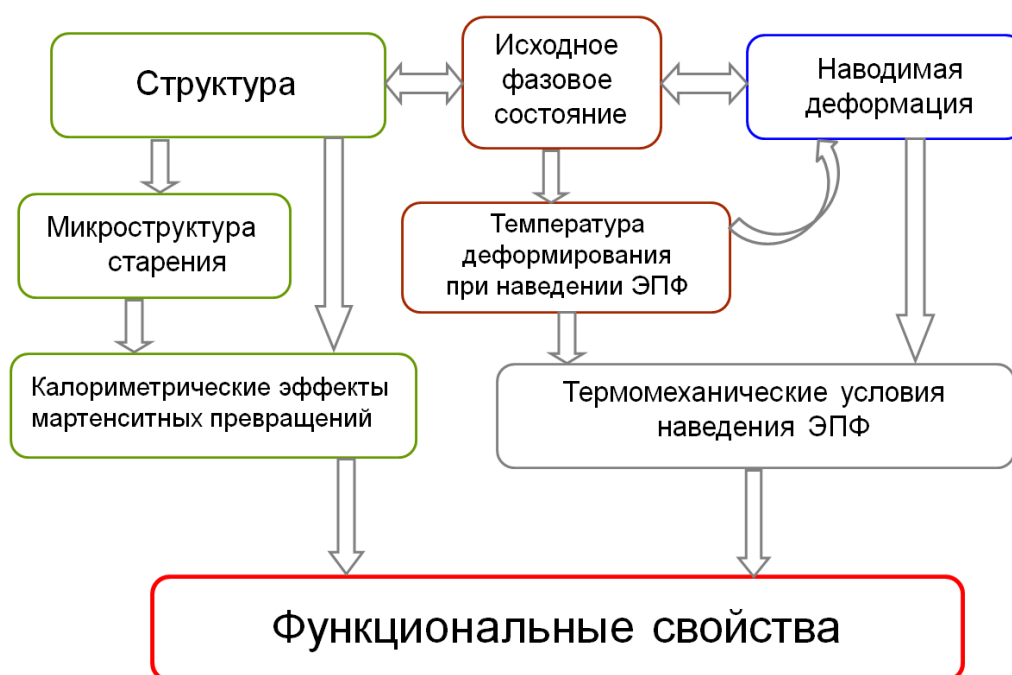 Структура
Исходное
фазовое
состояние
Наводимая
деформация
Микроструктура
старения
Температура
деформирования
при наведении ЭПФ
Калориметрические эффекты
мартенситных превращений
Термомеханические условия
наведения ЭПФ
Функциональные свойства